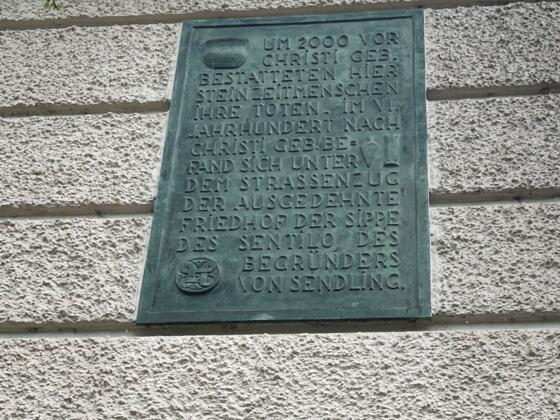 UM 2000 VOR
CHRISTI GEB.
BESTATTETEN HIER
STEINZEITMENSCHEN
IHRE TOTEN. IM VI.
JAHRHUNDERT NACH
CHRISTI GEB. BE=
FAND SICH UNTER
DEM STRASSENZUG
DER AUSGEDEHNTE
FRIEDHOF DER SIPPE
DES SENTILO, DES
BEGRÜNDERS
VON SENDLING.